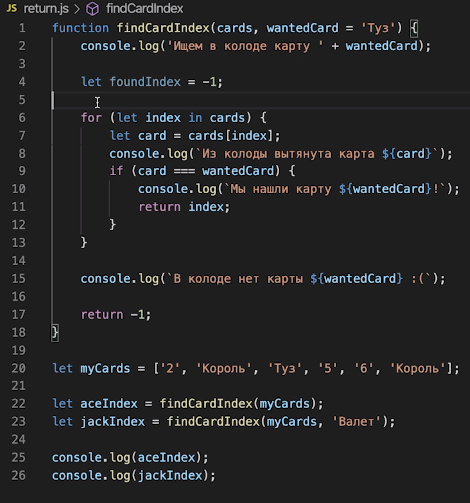 JS return.js > findCardIndex
1 function findCardIndex(cards, wantedCard = 'Туз') {
2 console.log('Ищем в колоде карту ' + wantedCard);
3
4 let foundIndex = -1;
5
6 for (let index in cards) {
7 let card = cards[index];
8 console.log(`Из колоды вытянута карта ${card}`);
9 if (card === wantedCard) {
10 console.log(`Мы нашли карту ${wantedCard}!`);
11 return index;
12 }
13 }
14
15 console.log(`В колоде нет карты ${wantedCard} :(`);
16
17 return -1;
18 }
19
20 let myCards = ['2', 'Король', 'Туз', '5', '6', 'Король'];
21
22 let aceIndex = findCardIndex(myCards);
23 let jackIndex = findCardIndex(myCards, 'Валет');
24
25 console.log(aceIndex);
26 console.log(jackIndex);